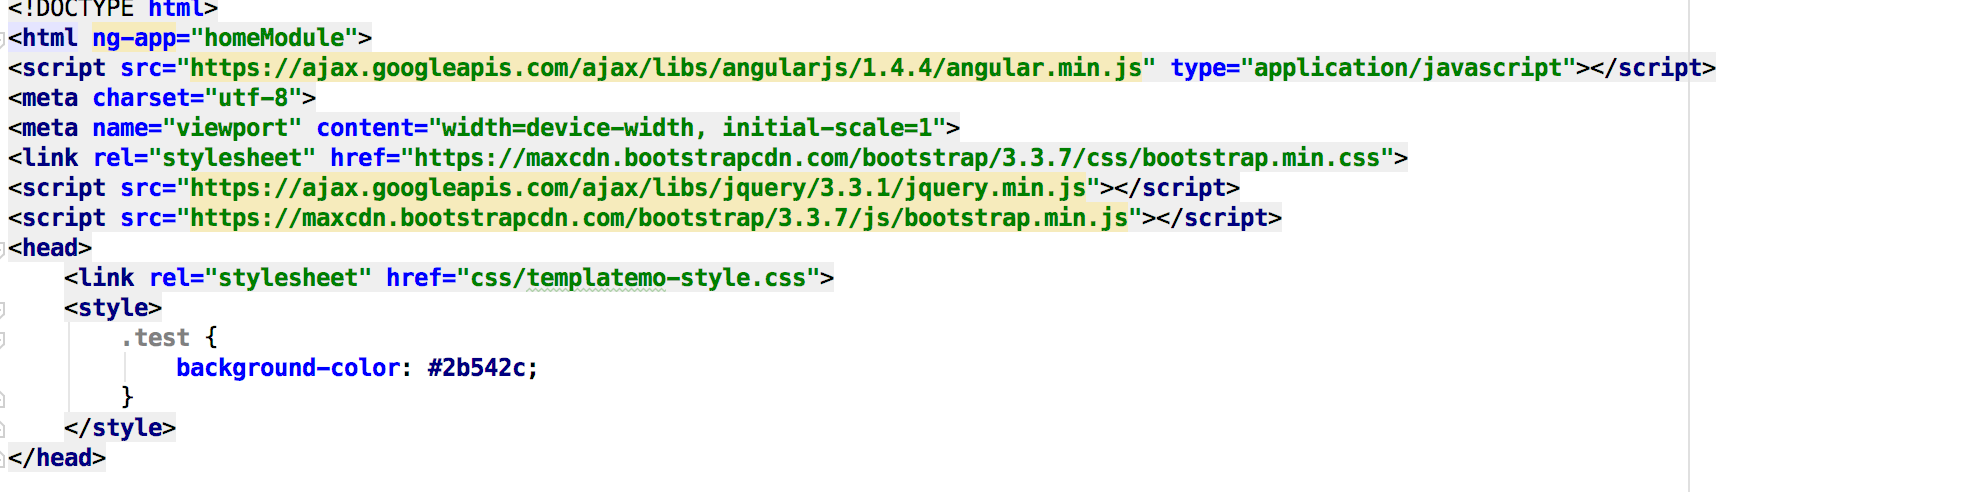 <!DOCTYPE html>
<html ng-app="homeModule">
<script src="https://ajax.googleapis.com/ajax/libs/angularjs/1.4.4/angular.min.js" type="application/javascript"></script>
<meta charset="utf-8">
<meta name="viewport" content="width=device-width, initial-scale=1">
<link rel="stylesheet" href="https://maxcdn.bootstrapcdn.com/bootstrap/3.3.7/css/bootstrap.min.css">
<script src="https://ajax.googleapis.com/ajax/libs/jquery/3.3.1/jquery.min.js"></script>
<script src="https://maxcdn.bootstrapcdn.com/bootstrap/3.3.7/js/bootstrap.min.js"></script>
<head>
    <link rel="stylesheet" href="css/templatemo-style.css">
    <style>
        .test {
            background-color: #2b542c;
        }
    </style>
</head>